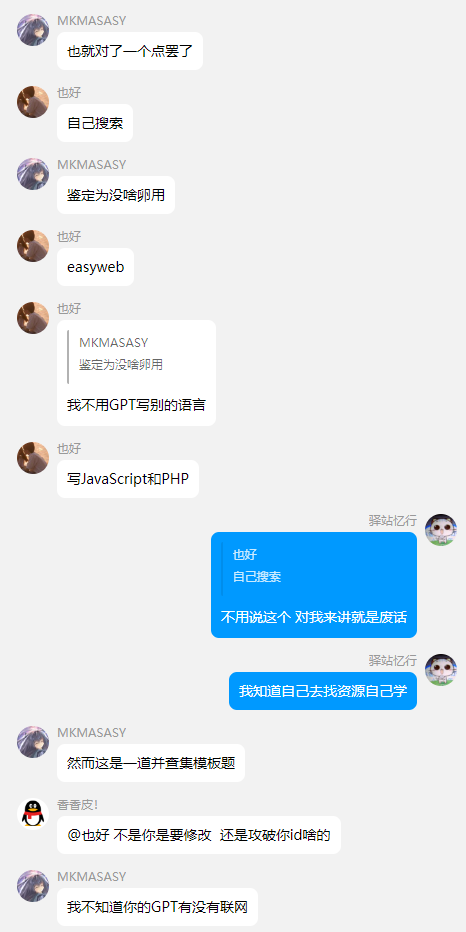 MKMASASY
也就对了一个点罢了
也好
自己搜索
MKMASASY
鉴定为没啥卵用
也好
easyweb
也好
MKMASASY
鉴定为没啥卵用
我不用GPT写别的语言
也好
写JavaScript和PHP
驿站忆行
也好
自己搜索
不用说这个 对我来讲就是废话
驿站忆行
我知道自己去找资源自己学
MKMASASY
然而这是一道并查集模板题
香香皮!
@也好 不是你是要修改  还是攻破你id啥的
MKMASASY
我不知道你的GPT有没有联网